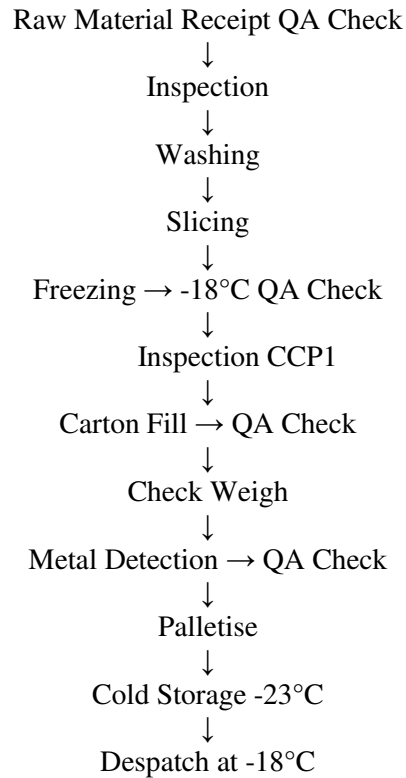 Raw Material Receipt QA Check
↓
Inspection
↓
Washing
↓
Slicing
↓
Freezing → -18°C QA Check
↓
Inspection CCP1
↓
Carton Fill → QA Check
↓
Check Weigh
↓
Metal Detection → QA Check
↓
Palletise
↓
Cold Storage -23°C
↓
Despatch at -18°C